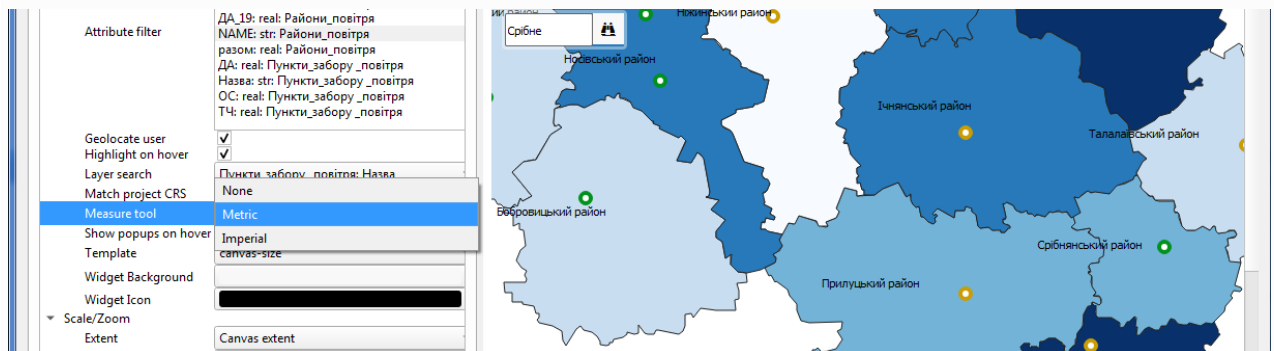 ДА_19: real: Райони_повітря
Attribute filter
NAME: str: Райони_повітря
разом: real: Райони_повітря
ДА: real: Пункти_забору _повітря
Назва: str: Пункти_забору _повітря
ОС: real: Пункти_забору _повітря
ТЧ: real: Пункти_забору _повітря
Geolocate user
Highlight on hover
Layer search
Пункти_забору _повітря: Назва
Match project CRS
None
Measure tool
Metric
Show popups on hover
Imperial
Template
canvas-size
Widget Background
Widget Icon
Scale/Zoom
Extent
Canvas extent
Ніжинський район
Срібне
Носівський район
Ічнянський район
Талалаївський район
Бобровицький район
Срібнянський район
Прилуцький район